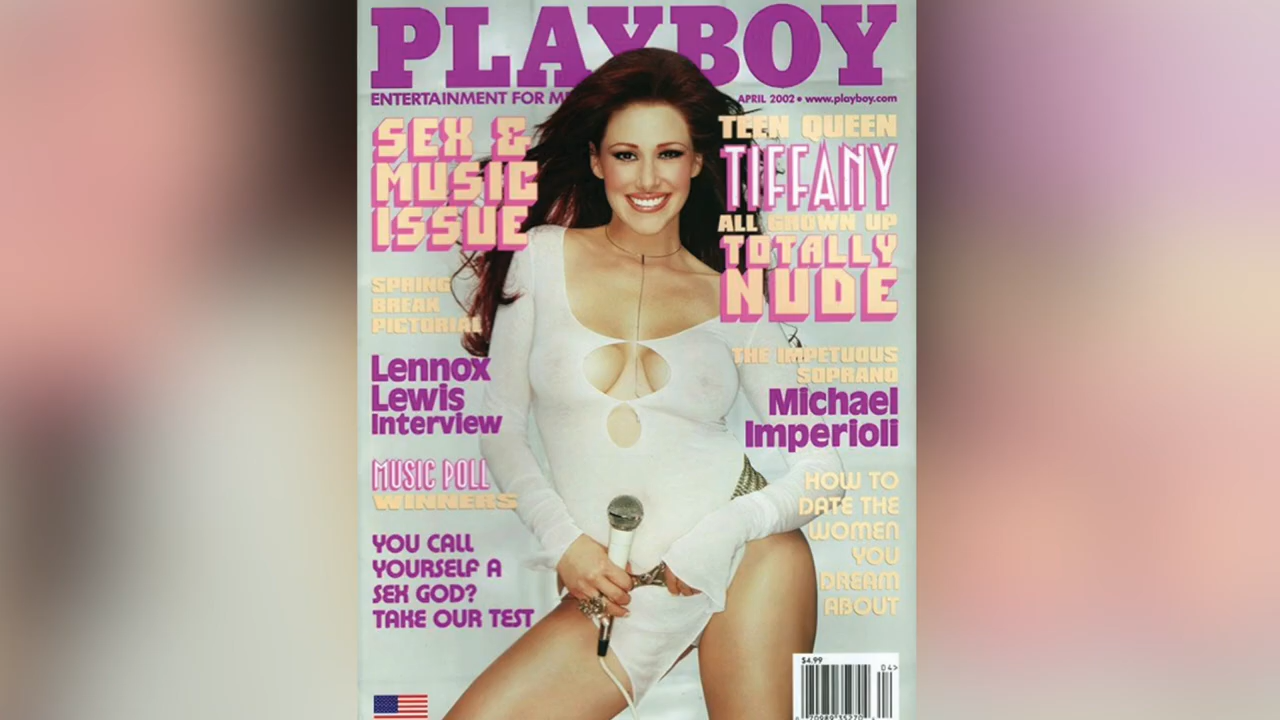 PLAYBOY
ENTERTAINMENT FOR
APRIL 2002 • www.playboy.com
SEX &
MUSIC
ISSUE
SPRING
BREAK
PICTORIAL
Lennox
Lewis
Interview
MUSIC POLL
WINNERS
YOU CALL
YOURSELF A
SEX GOD?
TAKE OUR TEST
TEEN QUEEN
TIFFANY
ALL GROWN UP
TOTALLY
NUDE
THE IMPETUOUS
SOPRANO
Michael
Imperioli
HOW TO
DATE THE
WOMEN
YOU
DREAM
ABOUT
$4.99
04>